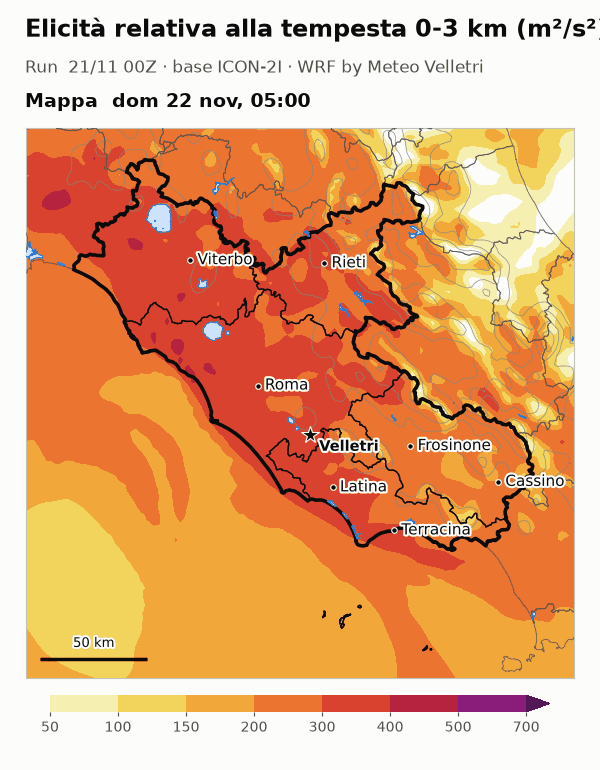 Elicità relativa alla tempesta 0-3 km (m²/s²)
Run 21/11 00Z · base ICON-2I · WRF by Meteo Velletri
Mappa dom 22 nov, 05:00
Viterbo
Rieti
Roma
Velletri
Frosinone
Latina
Cassino
Terracina
50 km
50 100 150 200 300 400 500 700